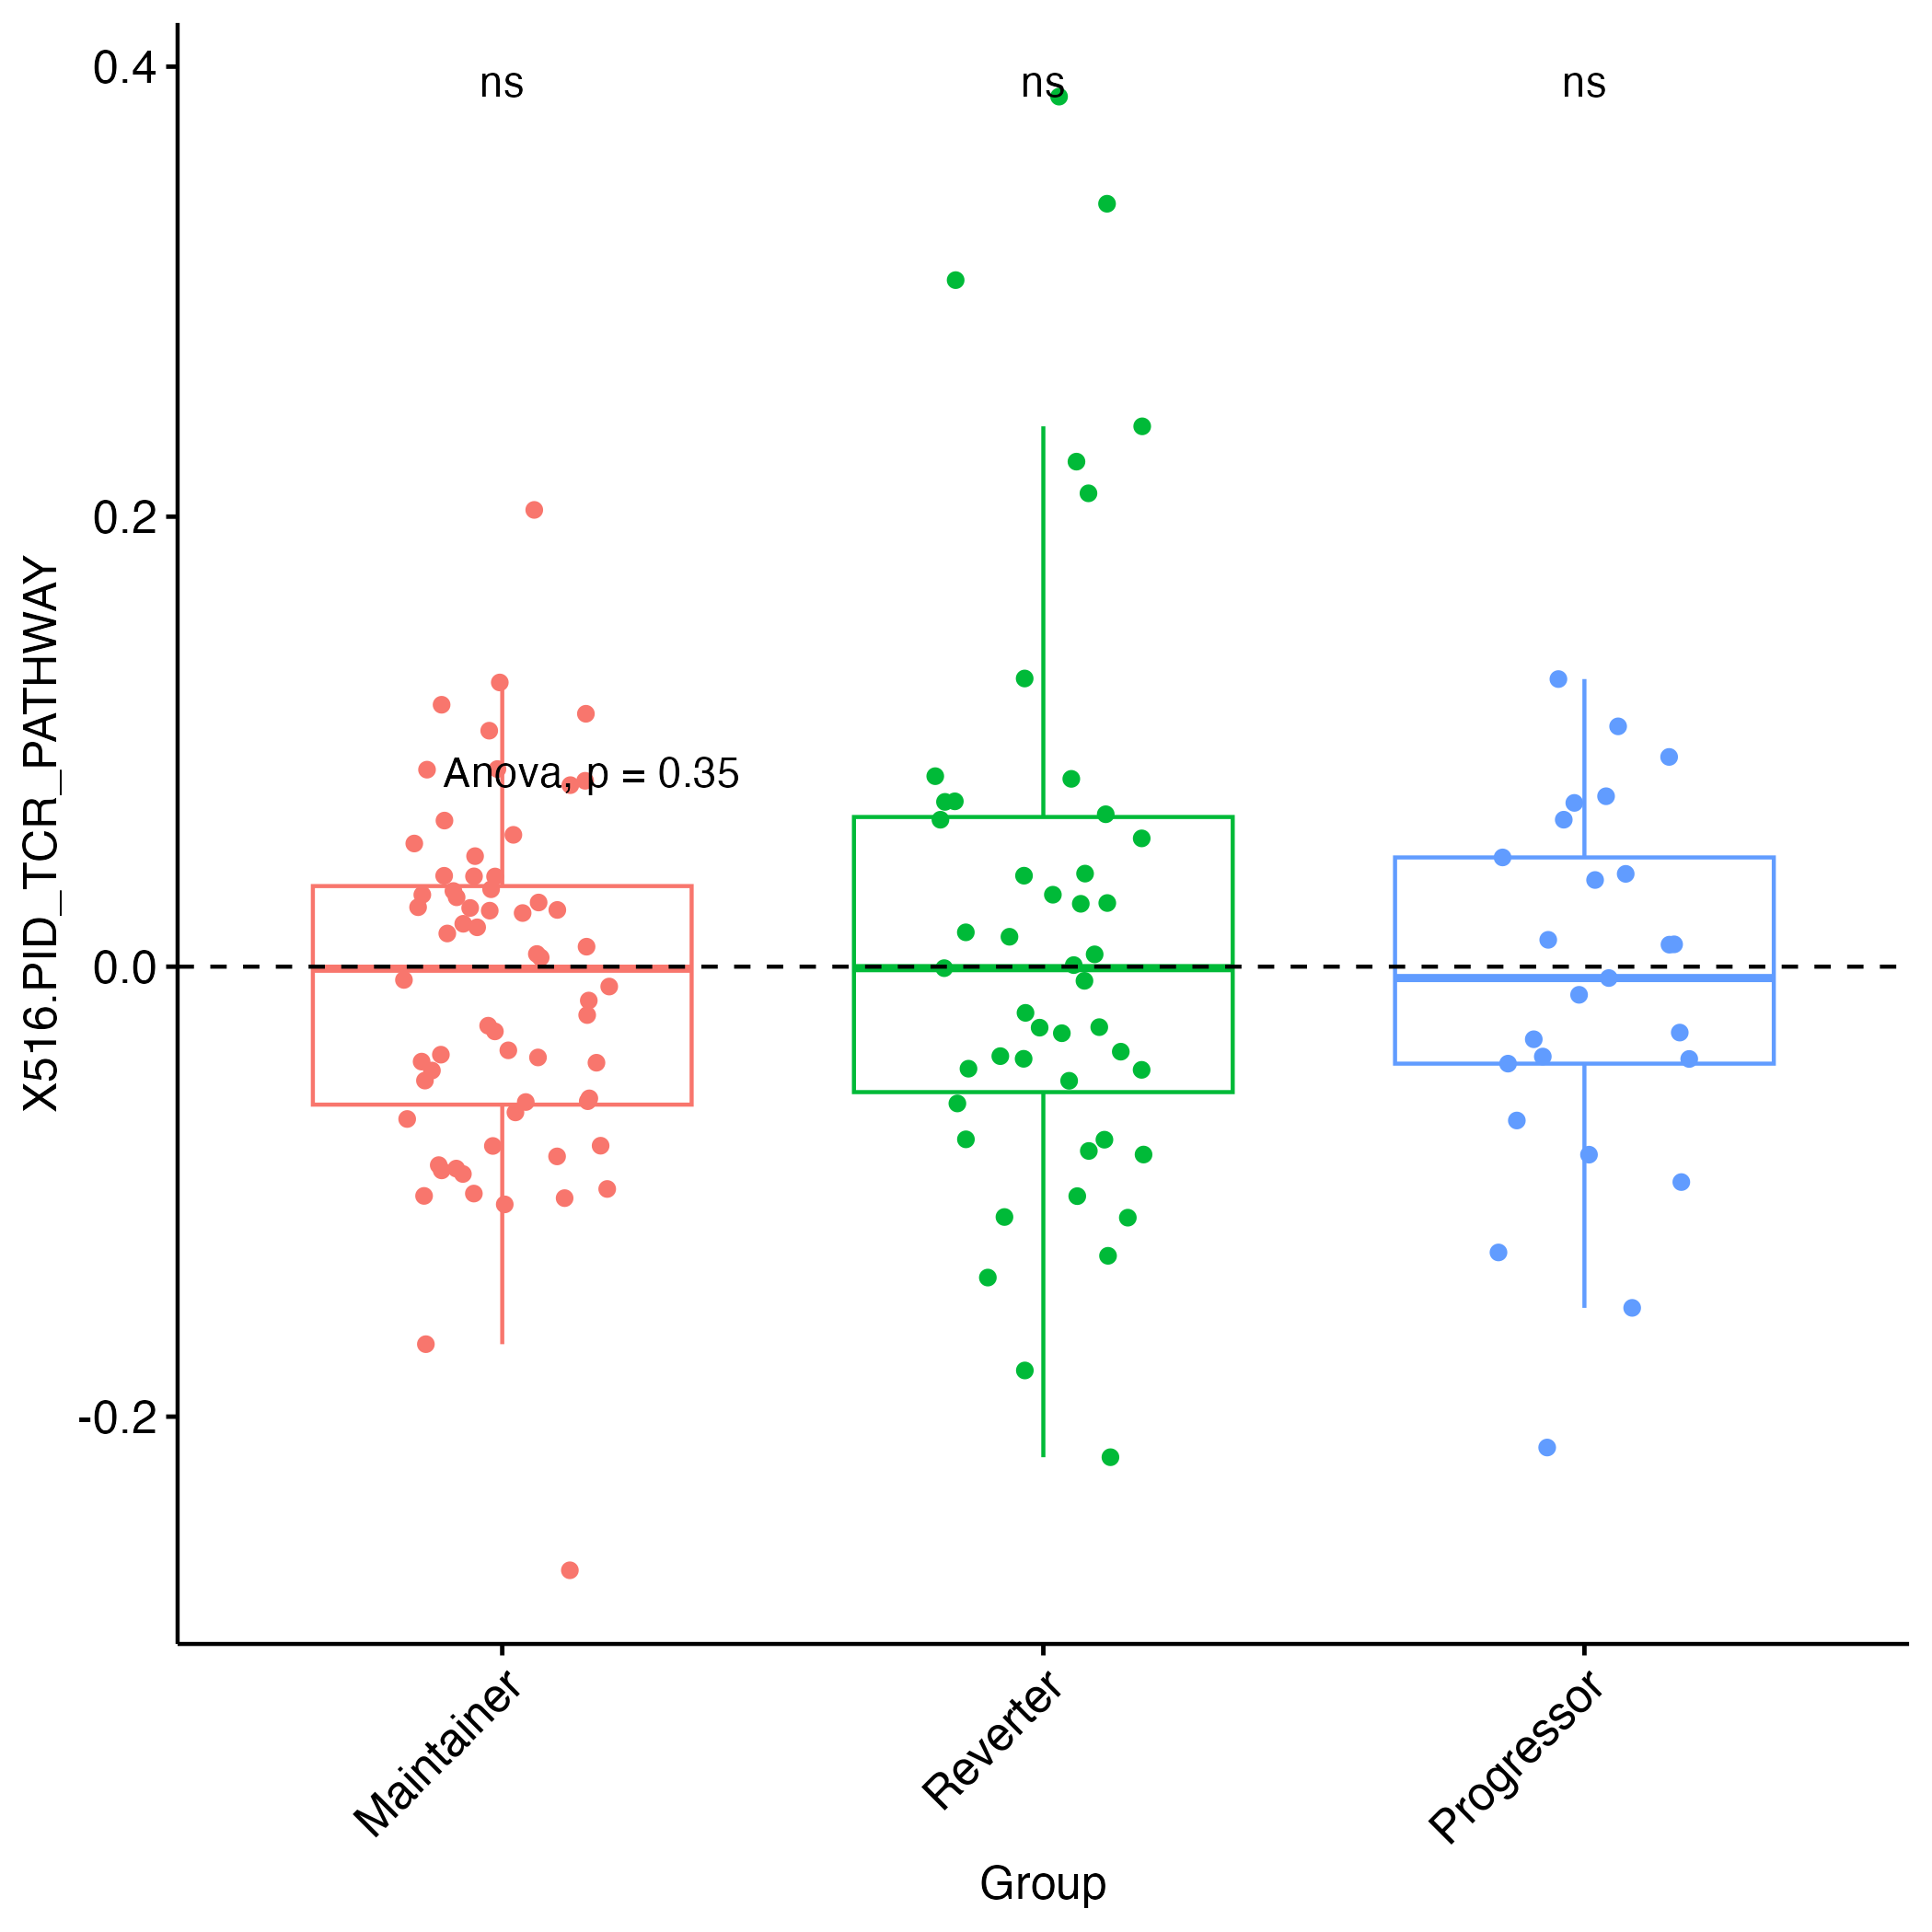 ns
ns
ns
0.4
0.2
0.0
-0.2
Anova, p = 0.35
X516.PID_TCR_PATHWAY
Maintainer
Reverter
Progressor
Group